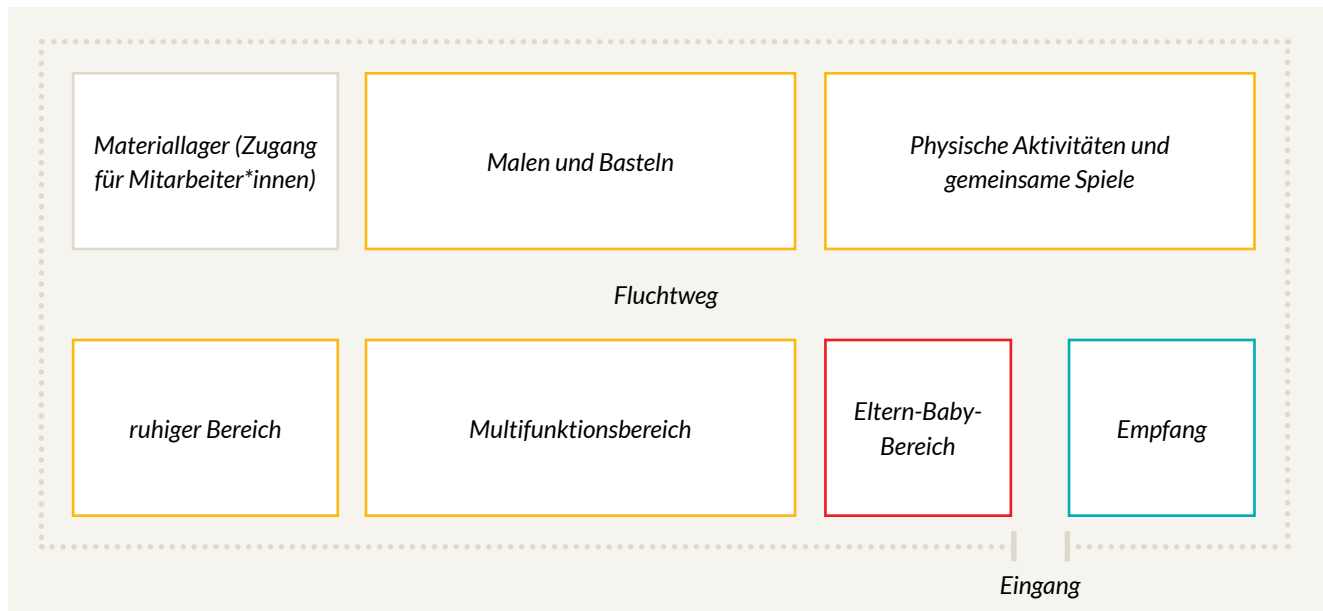 Materiallager (Zugang
für Mitarbeiter*innen)
Malen und Basteln
Physische Aktivitäten und
gemeinsame Spiele
Fluchtweg
ruhiger Bereich
Multifunktionsbereich
Eltern-Baby-
Bereich
Empfang
Eingang